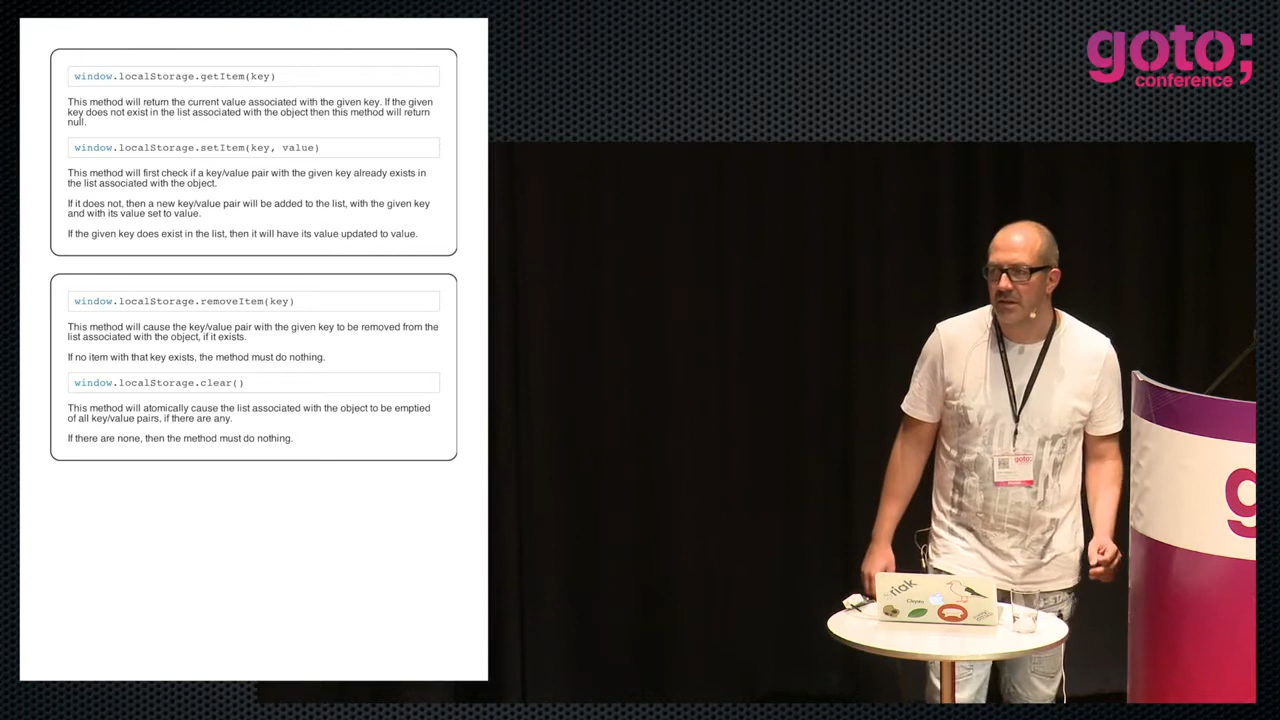 goto;
conference
window.localStorage.getItem(key)
This method will return the current value associated with the given key. If the given
key does not exist in the list associated with the object then this method will return
null.
window.localStorage.setItem(key, value)
This method will first check if a key/value pair with the given key already exists in
the list associated with the object.
If it does not, then a new key/value pair will be added to the list, with the given key
and with its value set to value.
If the given key does exist in the list, then it will have its value updated to value.
window.localStorage.removeItem(key)
This method will cause the key/value pair with the given key to be removed from the
list associated with the object, if it exists.
If no item with that key exists, the method must do nothing.
window.localStorage.clear()
This method will atomically cause the list associated with the object to be emptied
of all key/value pairs, if there are any.
If there are none, then the method must do nothing.
goto;
g
riak